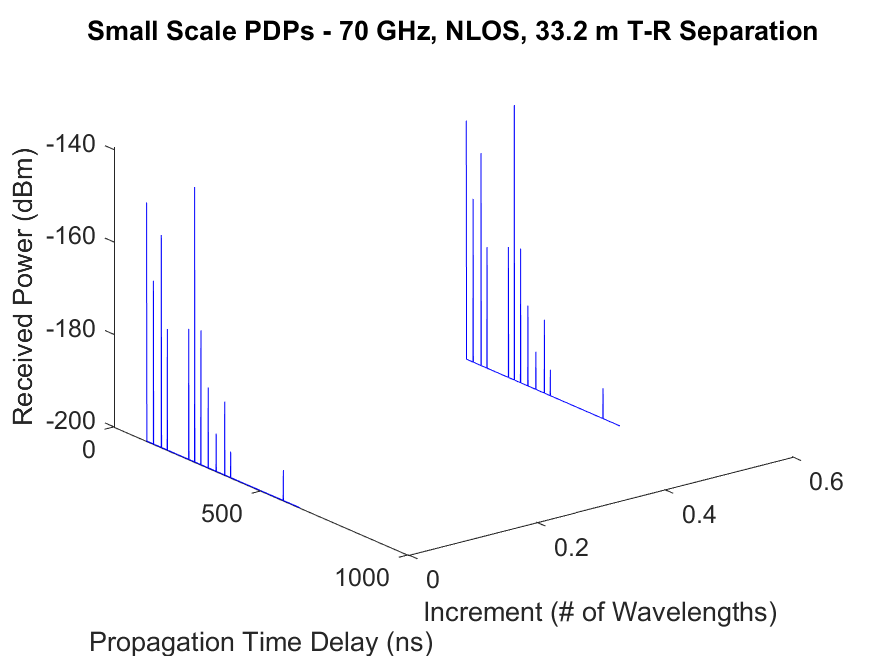 Small Scale PDPs - 70 GHz, NLOS, 33.2 m T-R Separation
Received Power (dBm)
-140
-160
-180
-200
0
500
1000
Propagation Time Delay (ns)
0
0.2
0.4
0.6
Increment (# of Wavelengths)